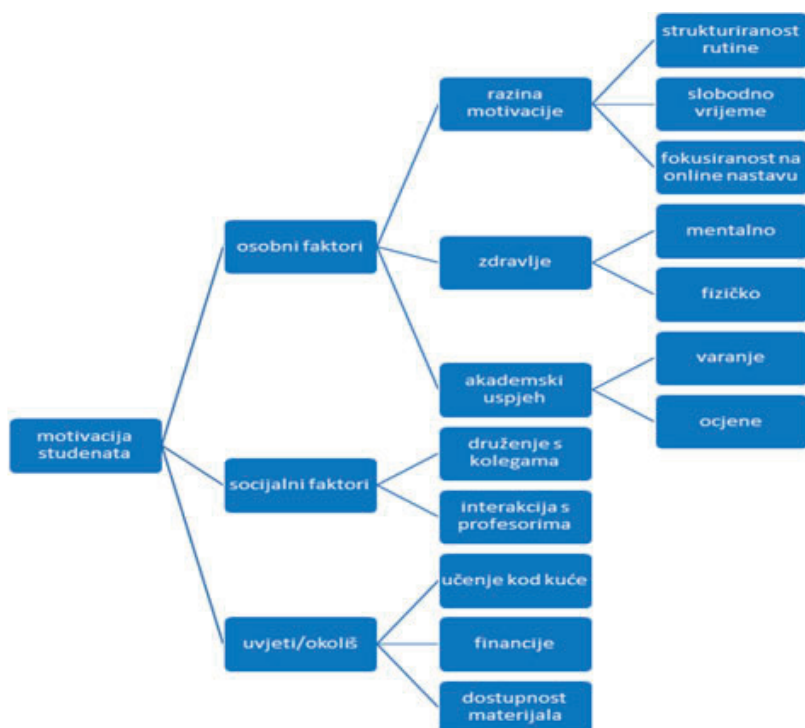 motivacija
studenata
osobni faktori
razina
motivacije
strukturiranost
rutine
slobodno
vrijeme
fokusiranost na
online nastavu
zdravlje
mentalno
fizičko
akademski
uspjeh
varanje
ocjene
socijalni faktori
druženje s
kolegama
interakcija s
profesorima
uvjeti/okoliš
učenje kod kuće
financije
dostupnost
materijala